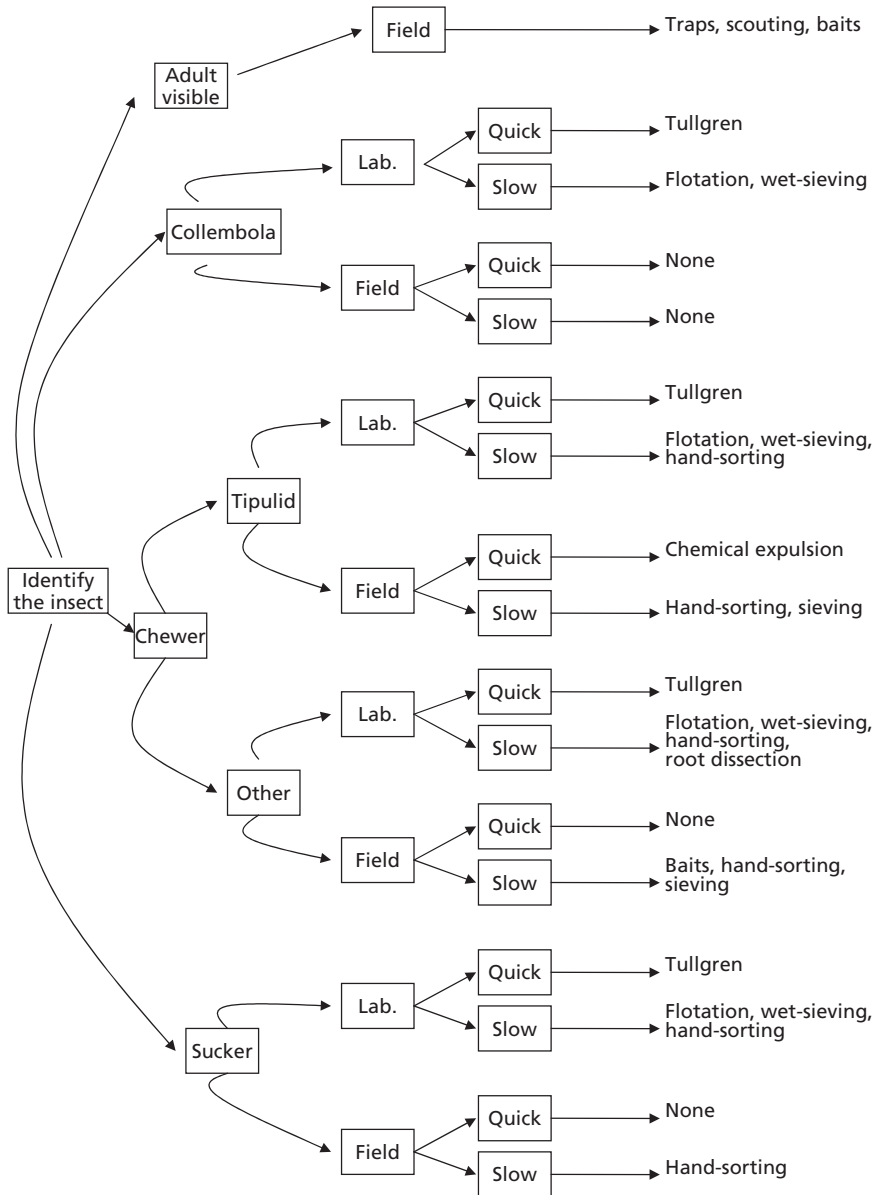 Field
Traps, scouting, baits
Adult
visible
Quick
Tullgren
Lab.
Slow
Flotation, wet-sieving
Collembola
Quick
None
Field
Slow
None
Quick
Tullgren
Lab.
Slow
Flotation, wet-sieving,
hand-sorting
Tipulid
Quick
Chemical expulsion
Field
Slow
Hand-sorting, sieving
Identify
the insect
Chewer
Quick
Tullgren
Lab.
Slow
Flotation, wet-sieving,
hand-sorting,
root dissection
Other
Quick
None
Field
Slow
Baits, hand-sorting,
sieving
Quick
Tullgren
Lab.
Slow
Flotation, wet-sieving,
hand-sorting
Sucker
Quick
None
Field
Slow
Hand-sorting